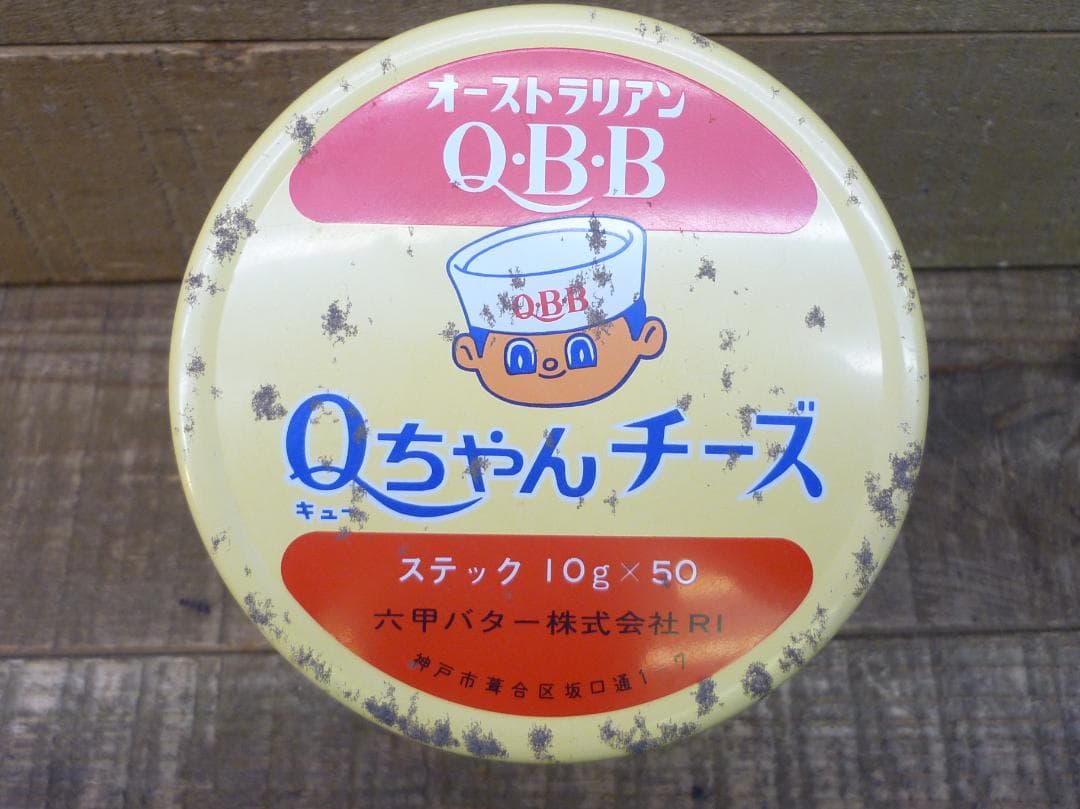 オーストラリアン
Q·B·B
Q·B·B
Qちゃんチーズ
キュー
スティック 10g×50
六甲バター株式会社 RI
神戸市葺合区坂口通1-7